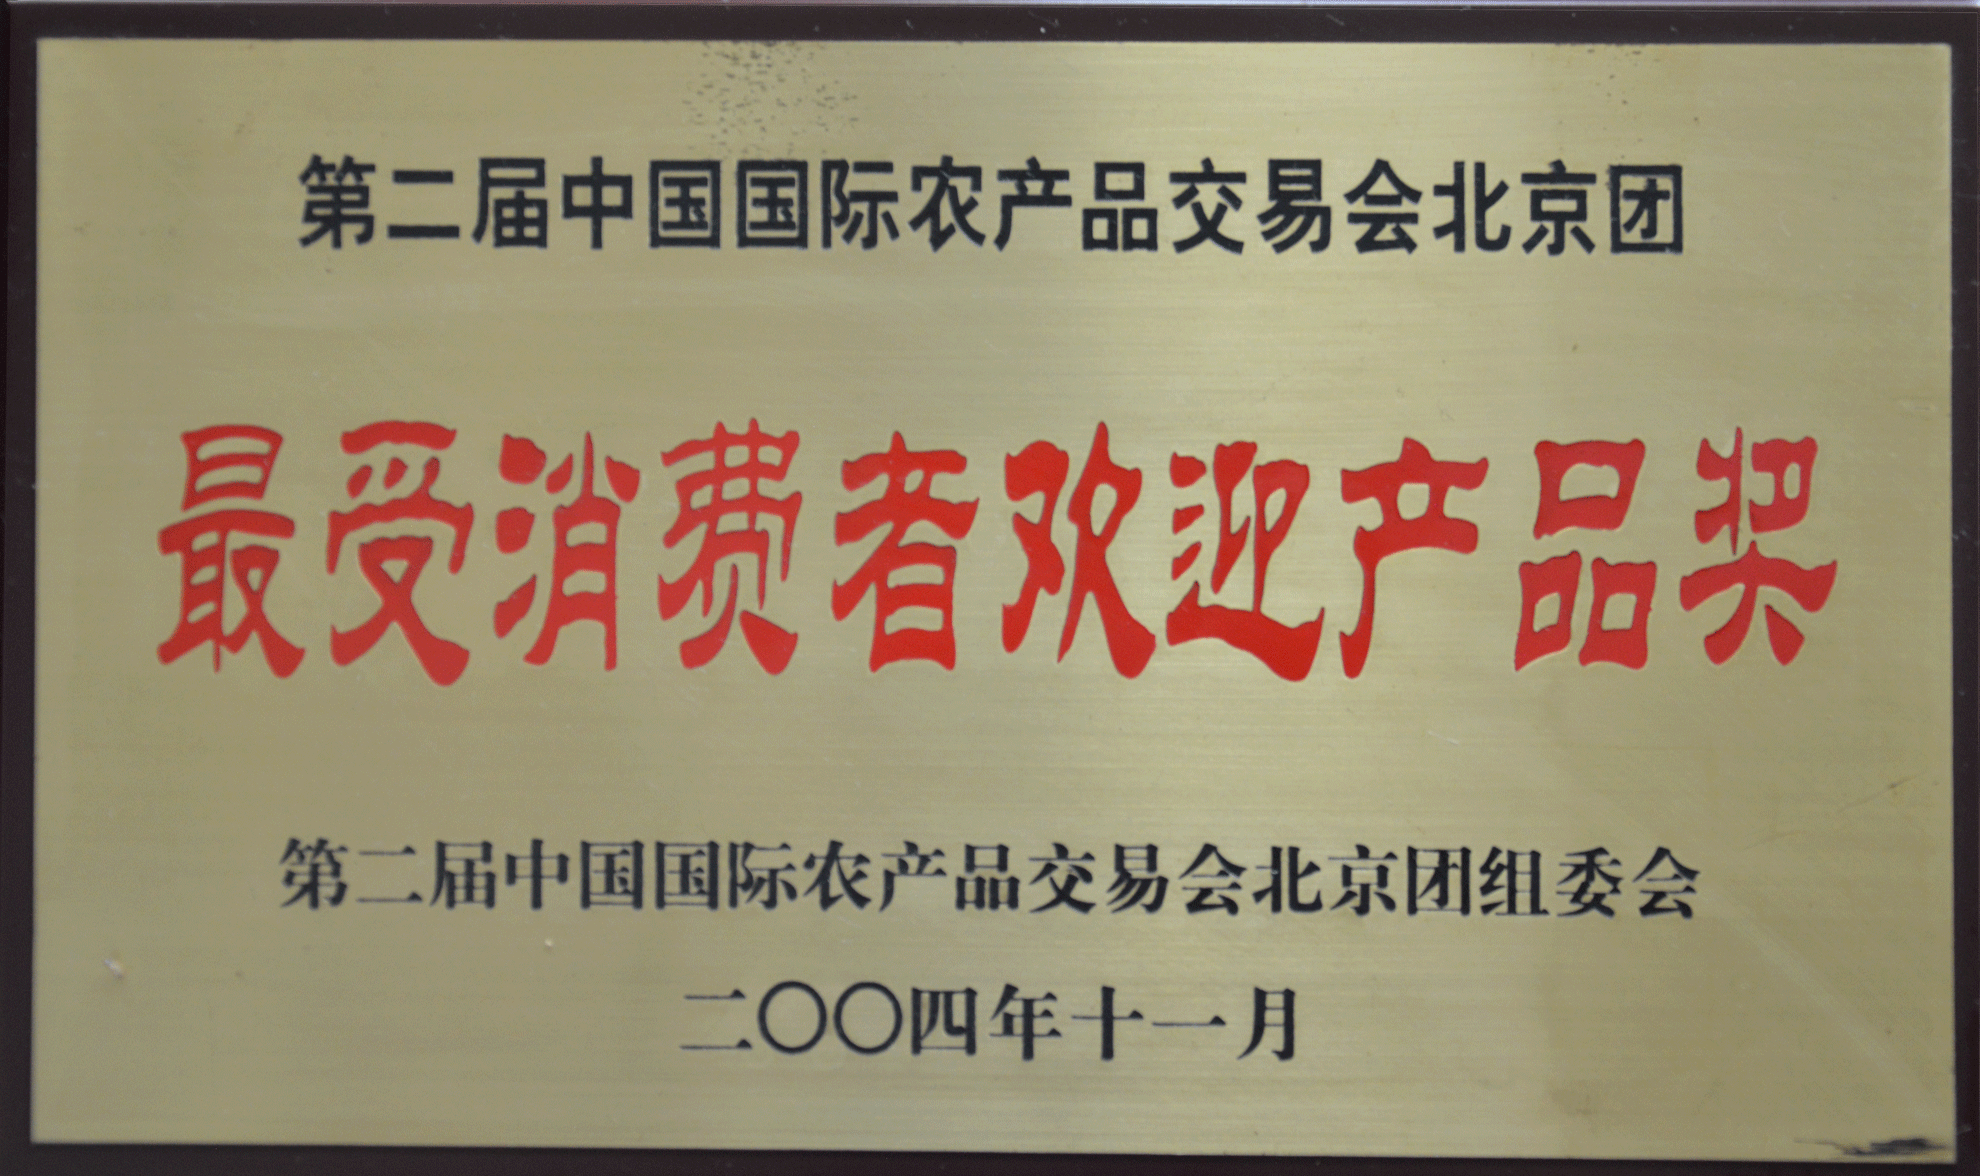 第二届中国国际农产品交易会北京团
最受消费者欢迎产品奖
第二届中国国际农产品交易会北京团组委会
二〇〇四年十一月